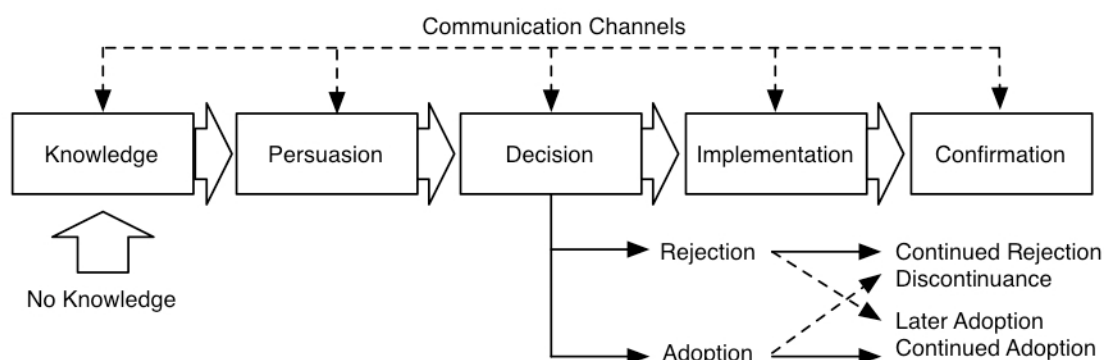 Communication Channels
Knowledge
Persuasion
Decision
Implementation
Confirmation
No Knowledge
Rejection
Continued Rejection
Discontinuance
Later Adoption
Adoption
Continued Adoption